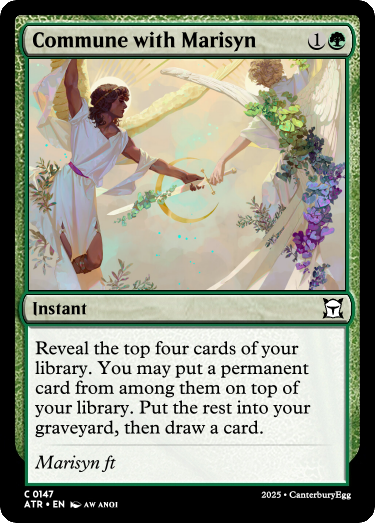 Commune with Marisyn 1
Instant
Reveal the top four cards of your
library. You may put a permanent
card from among them on top of
your library. Put the rest into your
graveyard, then draw a card.
Marisyn ft
C 0147
ATR • EN AW ANOI
2025 • CanterburyEgg